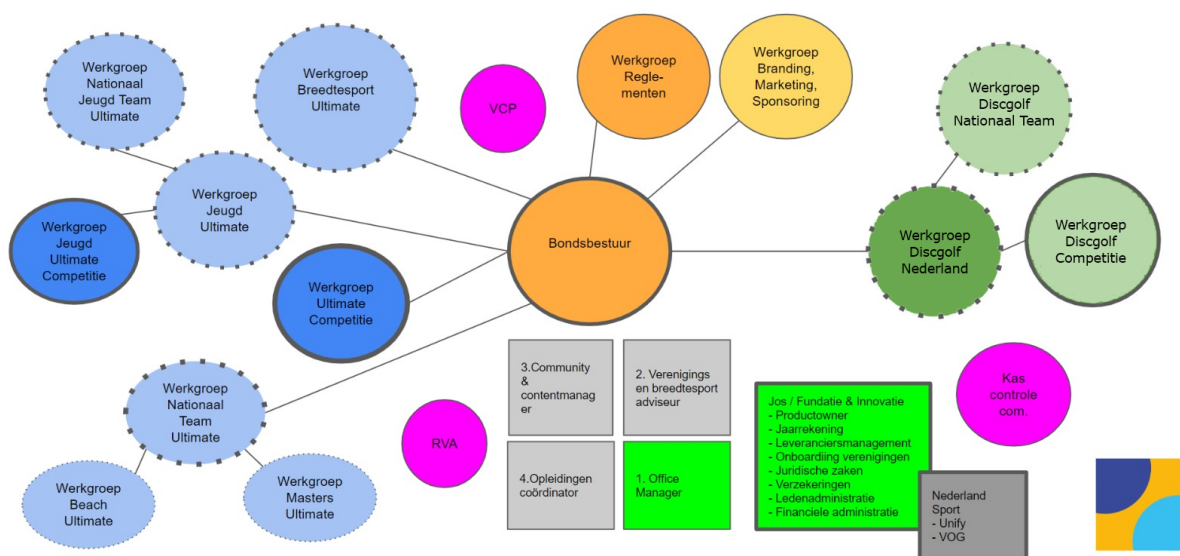 Werkgroep
Nationaal
Jeugd Team
Ultimate
Werkgroep
Breedtesport
Ultimate
VCP
Werkgroep
Regle-
menten
Werkgroep
Branding,
Marketing,
Sponsoring
Werkgroep
Discgolf
Nationaal Team
Werkgroep
Jeugd
Ultimate
Werkgroep
Jeugd
Ultimate
Competitie
Werkgroep
Ultimate
Competitie
Bondsbestuur
Werkgroep
Discgolf
Nederland
Werkgroep
Discgolf
Competitie
Werkgroep
Nationaal
Team
Ultimate
Werkgroep
Beach
Ultimate
Werkgroep
Masters
Ultimate
RVA
3.Community
&
contentmanag
er
2. Verenigings
en breedtesport
adviseur
4.Opleidingen
coördinator
1. Office
Manager
Jos / Fundatie & Innovatie
- Productowner
- Jaarrekening
- Leveranciersmanagement
- Onboardiing verenigingen
- Juridische zaken
- Verzekeringen
- Ledenadministratie
- Financiele administratie
Kas
controle
com.
Nederland
Sport
- Unify
- VOG